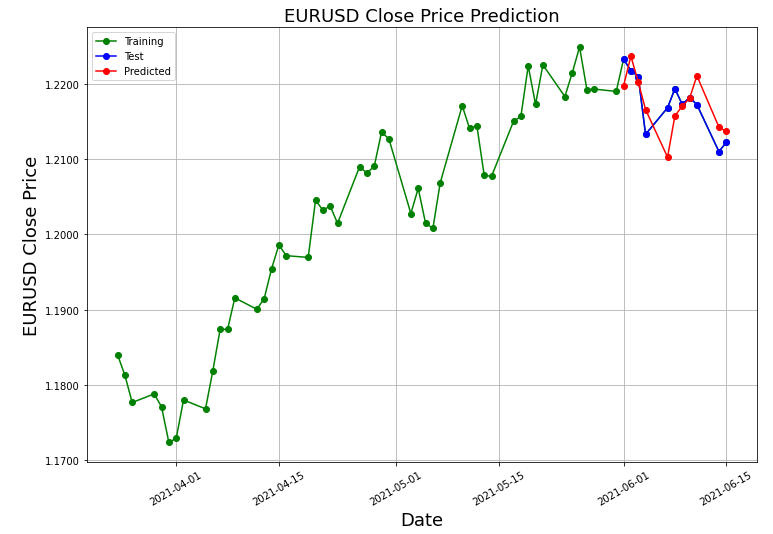 EURUSD Close Price Prediction
Training
Test
Predicted
EURUSD Close Price
1.2200
1.2100
1.2000
1.1900
1.1800
1.1700
2021-04-01
2021-04-15
2021-05-01
2021-05-15
2021-06-01
2021-06-15
Date